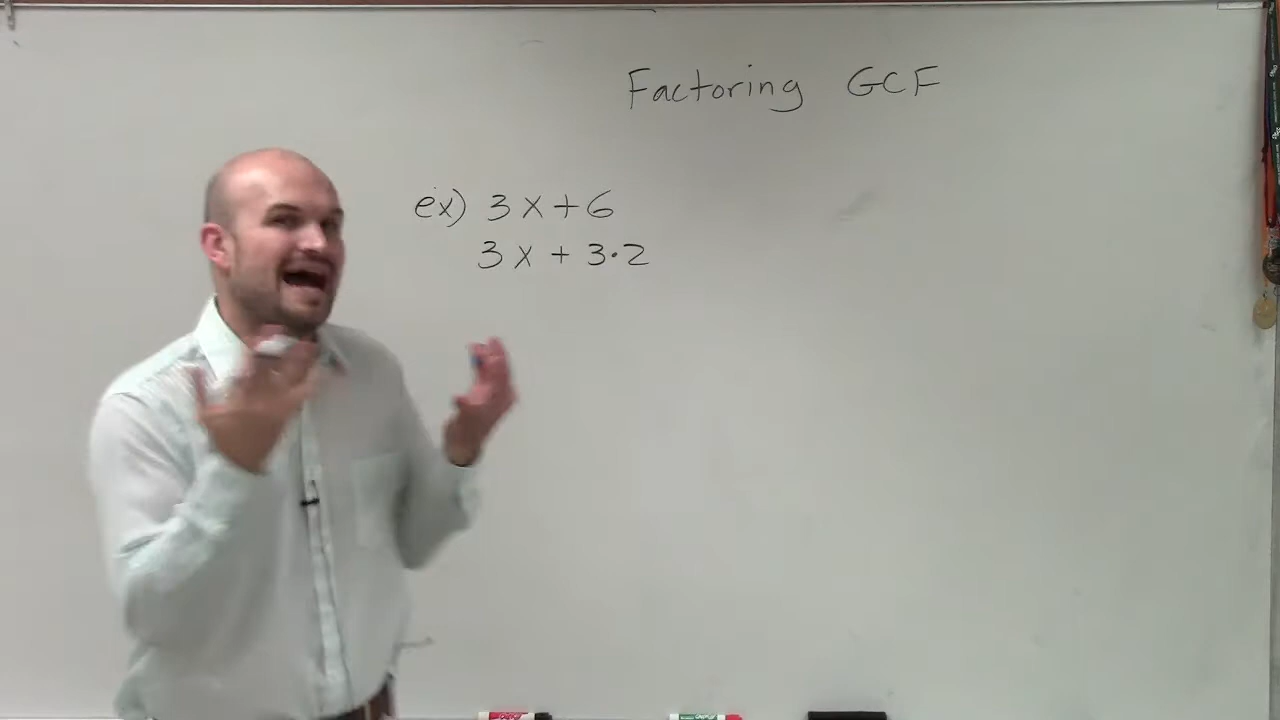 Factoring GCF
ex) 3x+6
3x + 3·2